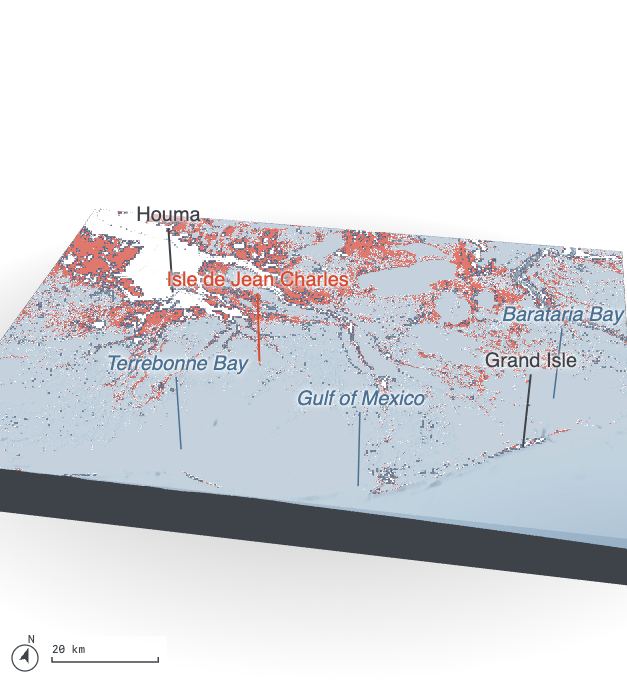 Houma
Isle de Jean Charles
Barataria Bay
Terrebonne Bay
Grand Isle
Gulf of Mexico
N
20 km